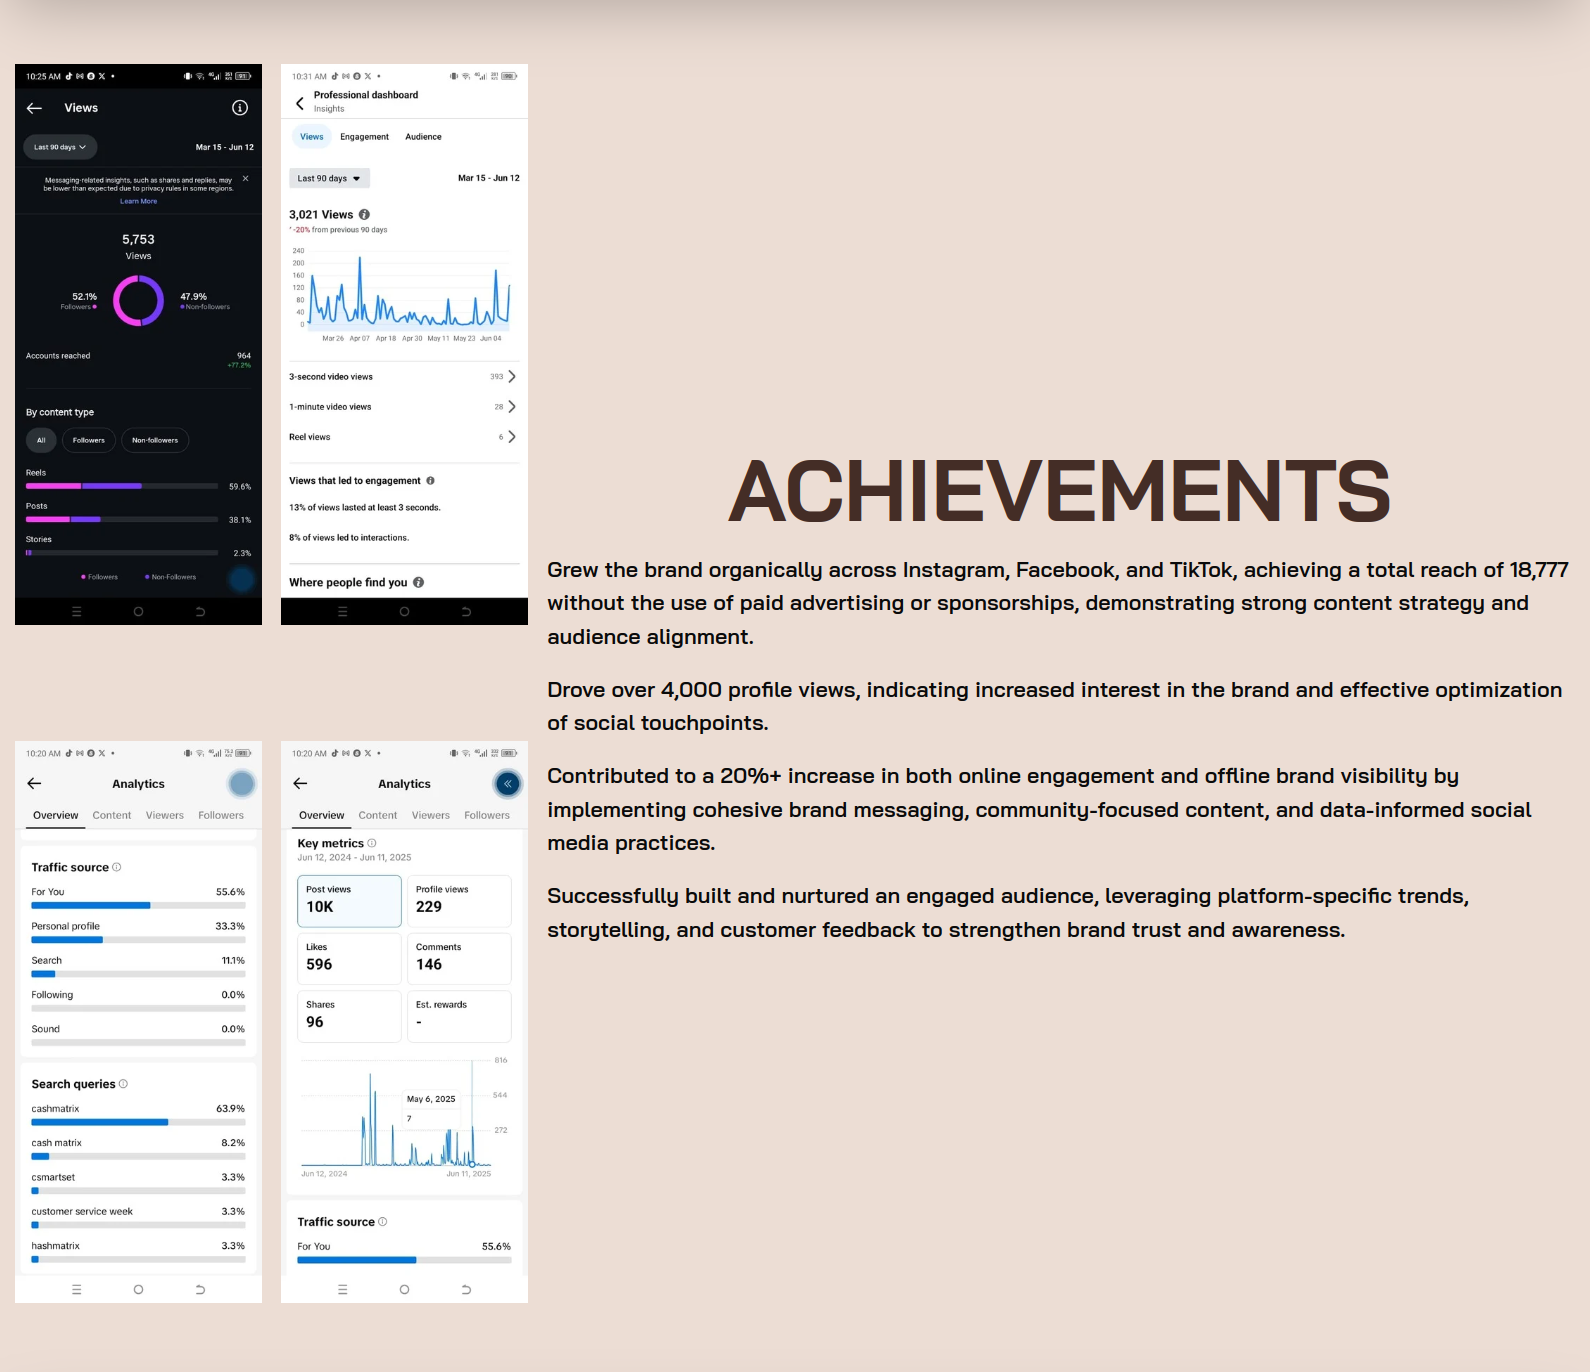 10:25 AM
Views
Last 90 days
Mar 15 - Jun 12
Messaging-related insights, such as shares and replies, may
be lower than expected due to privacy rules in some regions.
Learn More
5,753
Views
52.1%
Followers
47.9%
Non-followers
Accounts reached
964
+77.2%
By content type
All
Followers
Non-followers
Reels
59.6%
Posts
38.1%
Stories
2.3%
Followers
Non-Followers
10:31 AM
Professional dashboard
Insights
Views
Engagement
Audience
Last 90 days
Mar 15 - Jun 12
3,021 Views
-20% from previous 90 days
240
200
160
120
80
40
0
Mar 26 Apr 07 Apr 18 Apr 30 May 11 May 23 Jun 04
3-second video views 393
1-minute video views 28
Reel views 6
Views that led to engagement
13% of views lasted at least 3 seconds.
8% of views led to interactions.
Where people find you
ACHIEVEMENTS
Grew the brand organically across Instagram, Facebook, and TikTok, achieving a total reach of 18,777
without the use of paid advertising or sponsorships, demonstrating strong content strategy and
audience alignment.
Drove over 4,000 profile views, indicating increased interest in the brand and effective optimization
of social touchpoints.
Contributed to a 20%+ increase in both online engagement and offline brand visibility by
implementing cohesive brand messaging, community-focused content, and data-informed social
media practices.
Successfully built and nurtured an engaged audience, leveraging platform-specific trends,
storytelling, and customer feedback to strengthen brand trust and awareness.
10:20 AM
Analytics
Overview Content Viewers Followers
Traffic source
For You 55.6%
Personal profile 33.3%
Search 11.1%
Following 0.0%
Sound 0.0%
Search queries
cashmatrix 63.9%
cash matrix 8.2%
csmartset 3.3%
customer service week 3.3%
hashmatrix 3.3%
10:20 AM
Analytics
Overview Content Viewers Followers
Key metrics
Jun 12, 2024 - Jun 11, 2025
Post views
10K
Profile views
229
Likes
596
Comments
146
Shares
96
Est. rewards
-
816
544
272
May 6, 2025
7
Jun 12, 2024
Jun 11, 2025
Traffic source
For You 55.6%